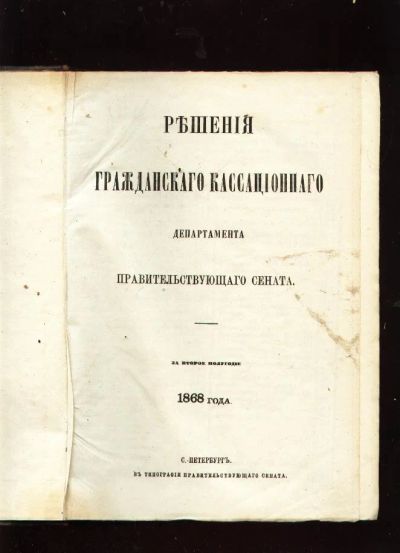 РѢШЕНІЯ
ГРАЖДАНСКАГО КАССАЦІОННАГО
ДЕПАРТАМЕНТА
ПРАВИТЕЛЬСТВУЮЩАГО СЕНАТА.
ЗА ВТОРОЕ ПОЛУГОДІЕ
1868 ГОДА.
С.-ПЕТЕРБУРГЪ.
ВЪ ТИПОГРАФІИ ПРАВИТЕЛЬСТВУЮЩАГО СЕНАТА.